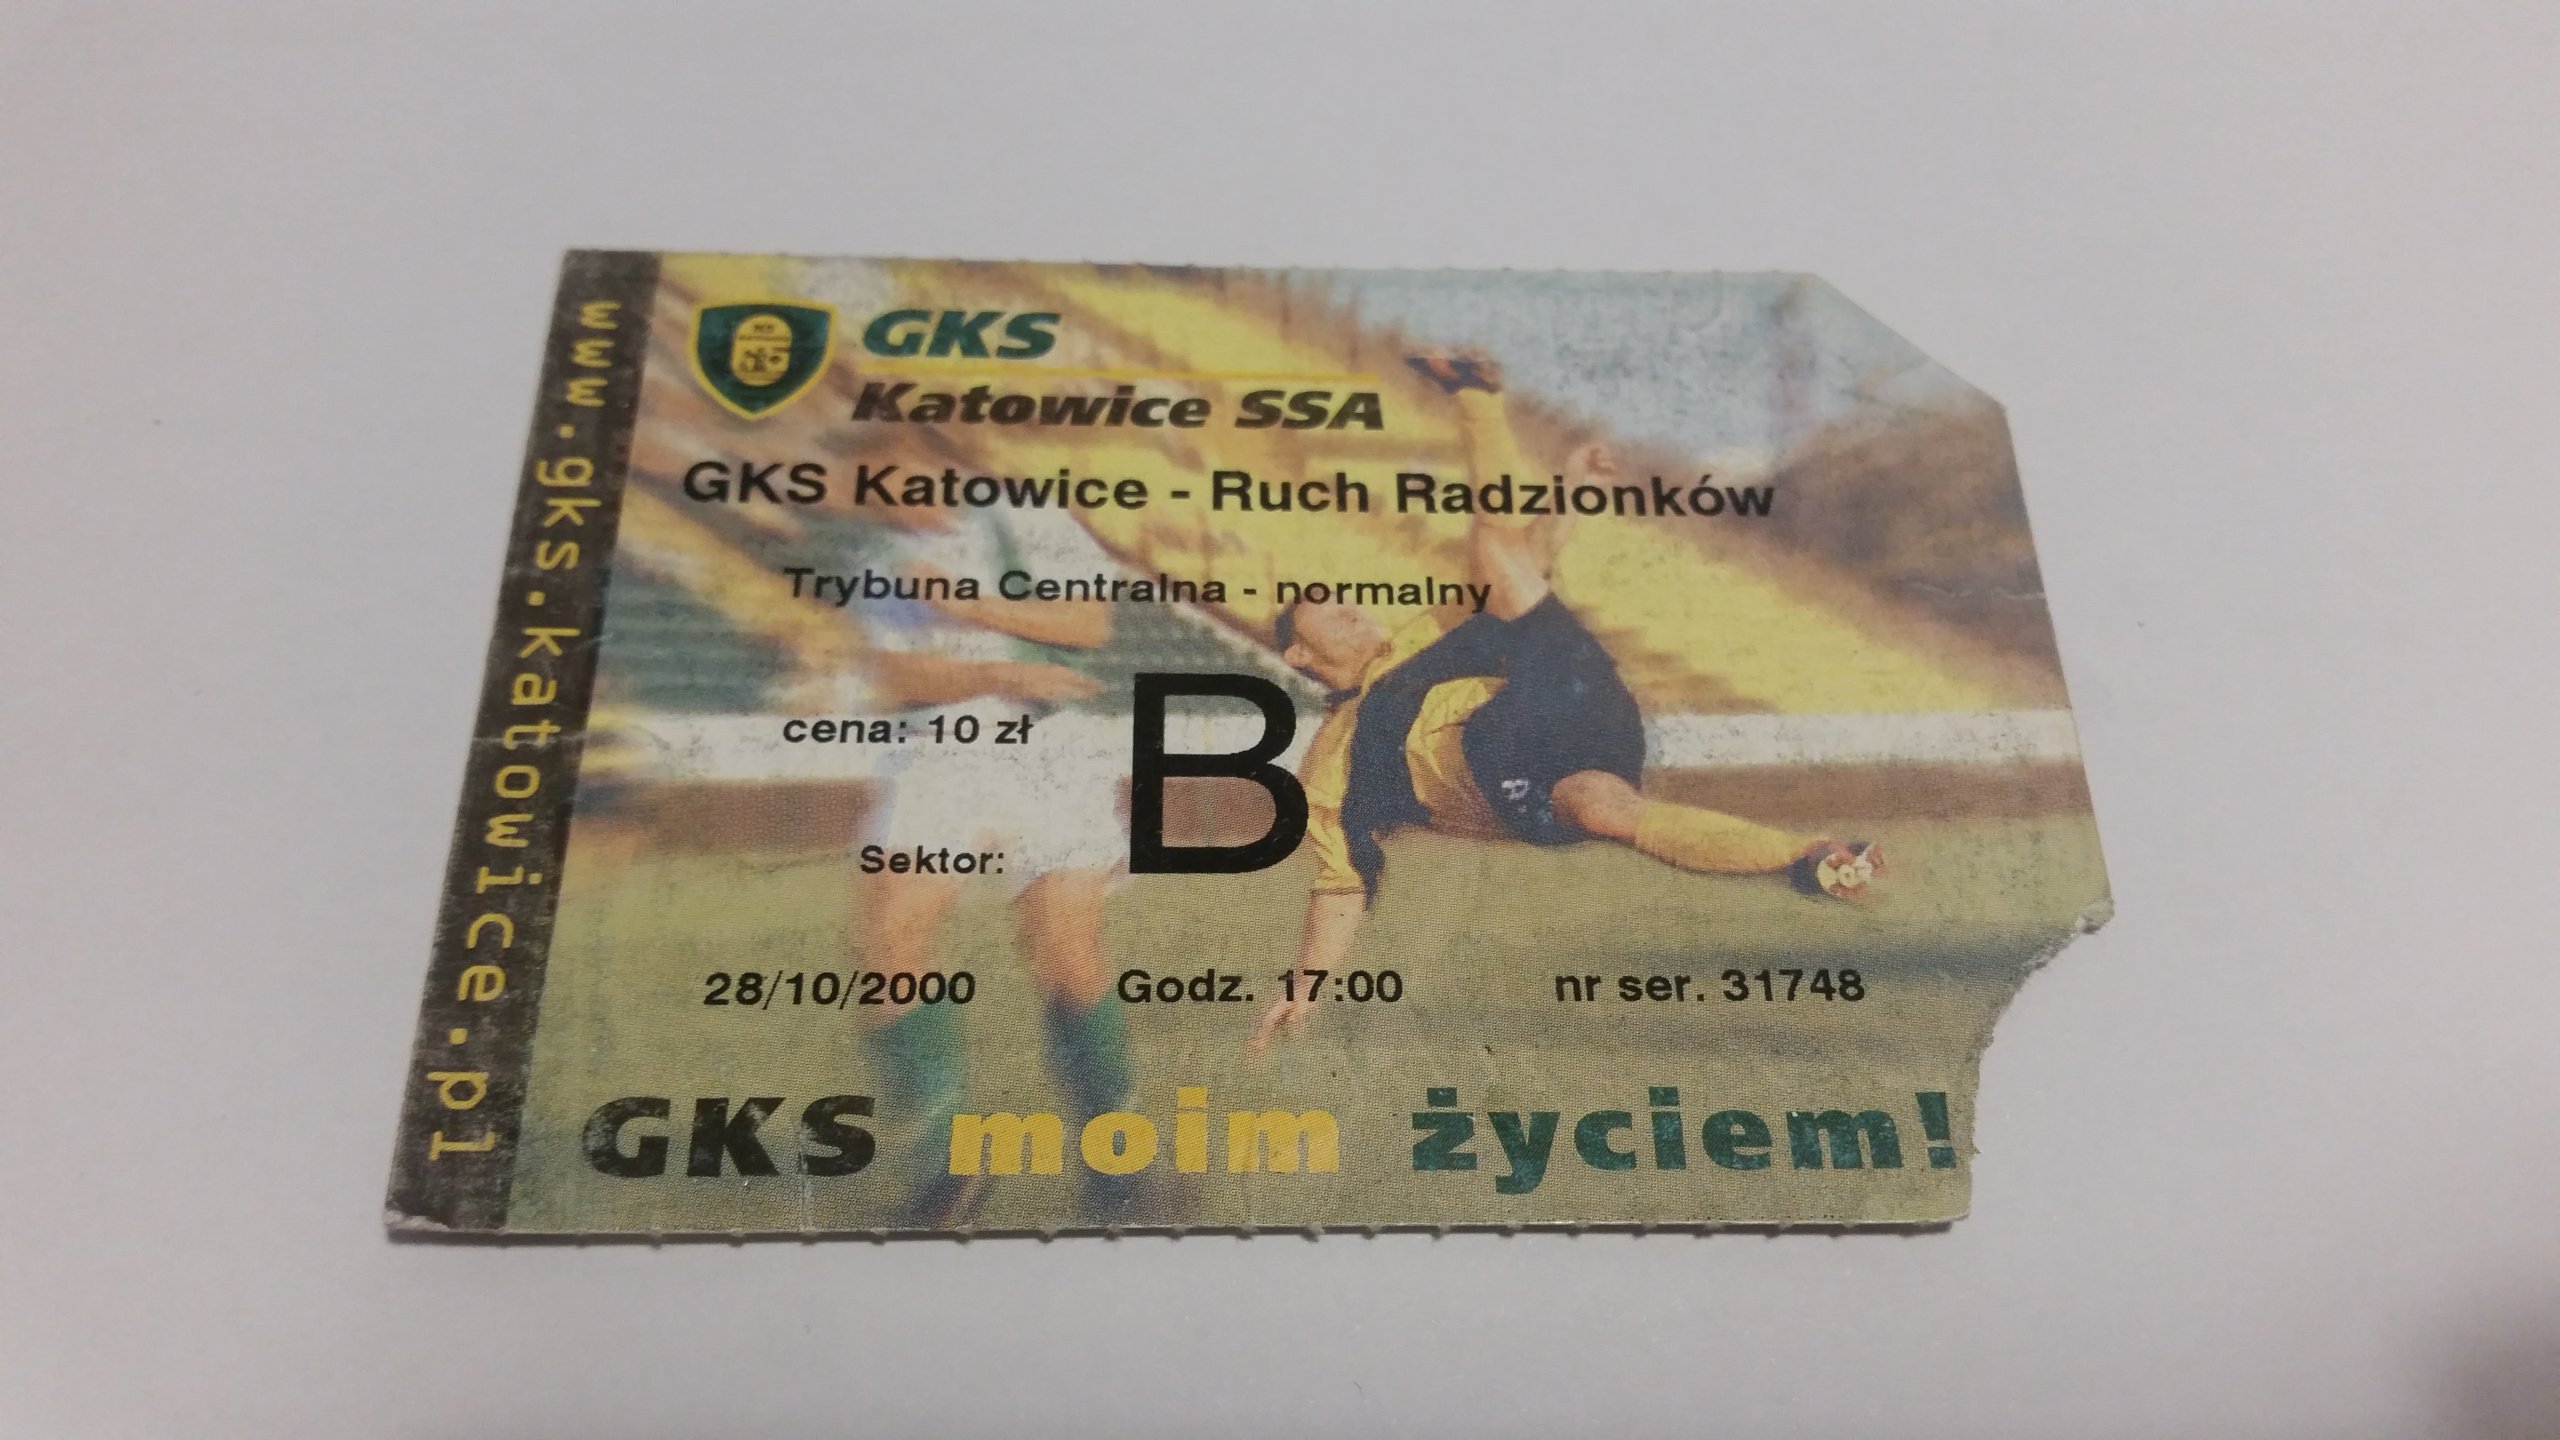 www.gks.katowice.pl
GKS
Katowice SSA
GKS Katowice - Ruch Radzionków
Trybuna Centralna - normalny
cena: 10 zł
Sektor: B
28/10/2000 Godz. 17:00 nr ser. 31748
GKS moim życiem!